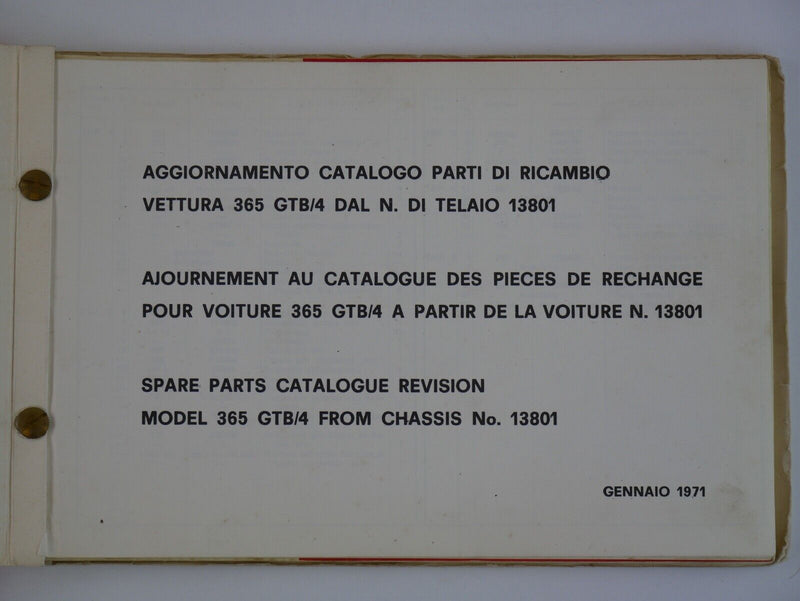 AGGIORNAMENTO CATALOGO PARTI DI RICAMBIO
VETTURA 365 GTB/4 DAL N. DI TELAIO 13801
AJOURNEMENT AU CATALOGUE DES PIECES DE RECHANGE
POUR VOITURE 365 GTB/4 A PARTIR DE LA VOITURE N. 13801
SPARE PARTS CATALOGUE REVISION
MODEL 365 GTB/4 FROM CHASSIS No. 13801
GENNAIO 1971